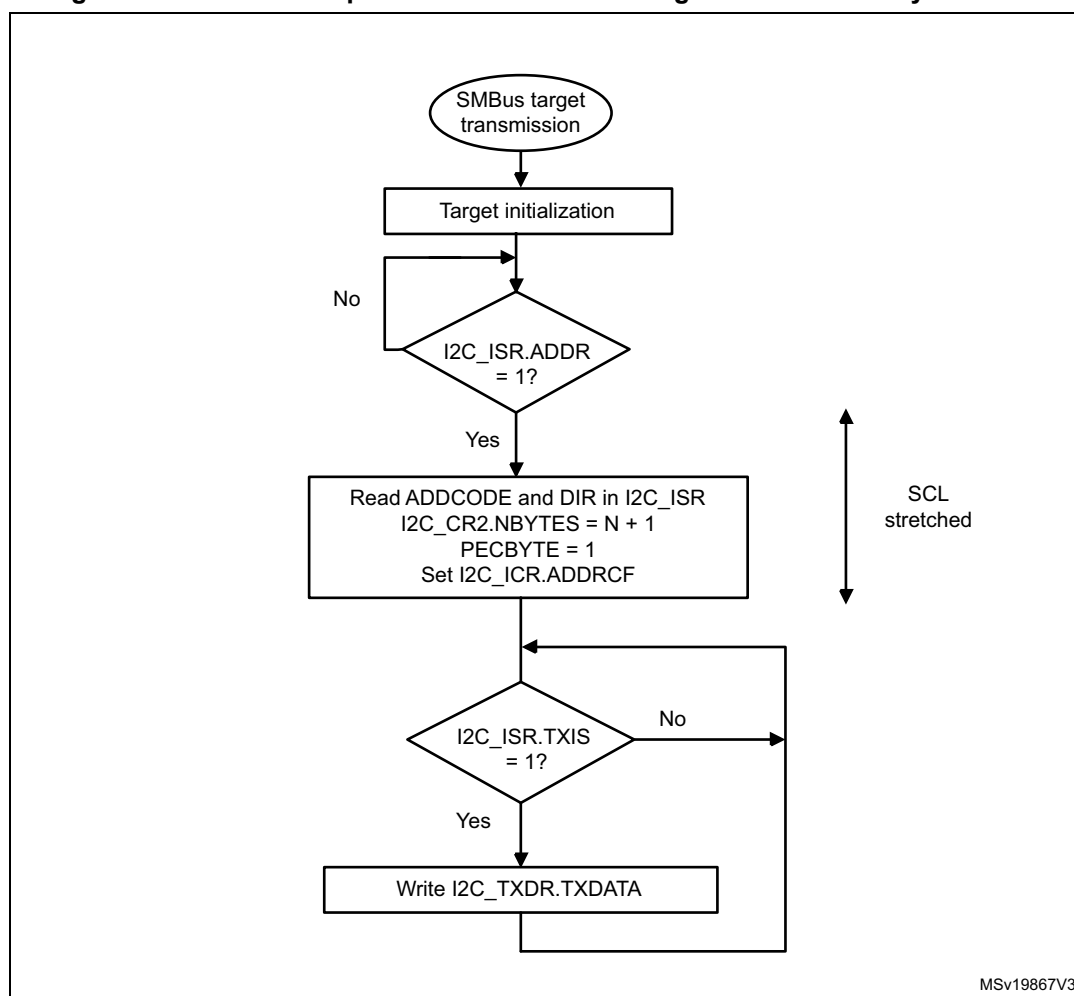 SMBus target
transmission
Target initialization
No
I2C_ISR.ADDR
= 1?
Yes
Read ADDCODE and DIR in I2C_ISR
I2C_CR2.NBYTES = N + 1
PECBYTE = 1
Set I2C_ICR.ADDRCF
SCL
stretched
I2C_ISR.TXIS
= 1?
No
Yes
Write I2C_TXDR.TXDATA
MSv19867V3